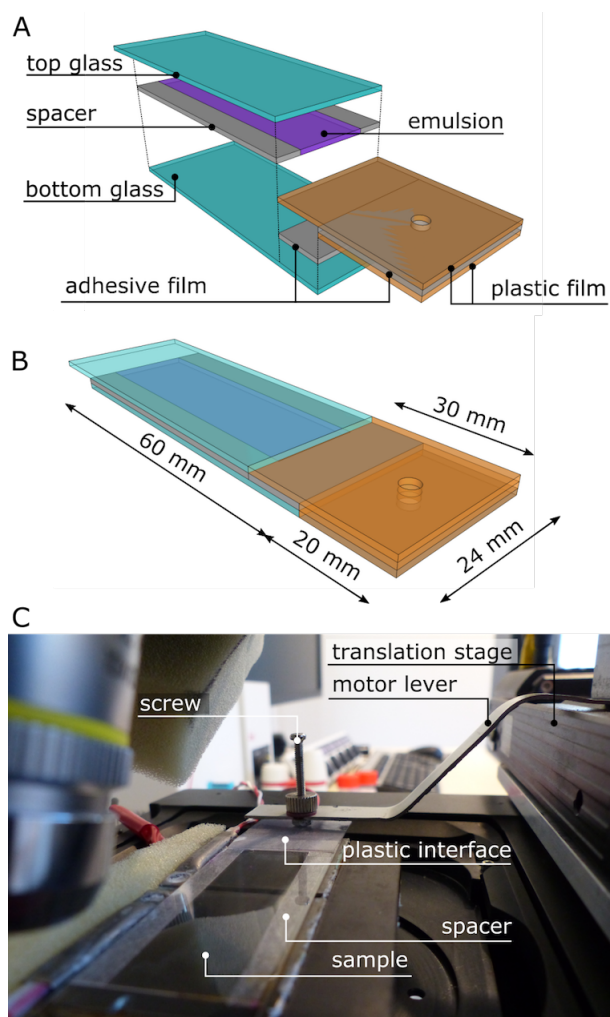 A
top glass
spacer
emulsion
bottom glass
adhesive film
plastic film
B
30 mm
60 mm
20 mm
24 mm
C
translation stage
motor lever
screw
plastic interface
spacer
sample